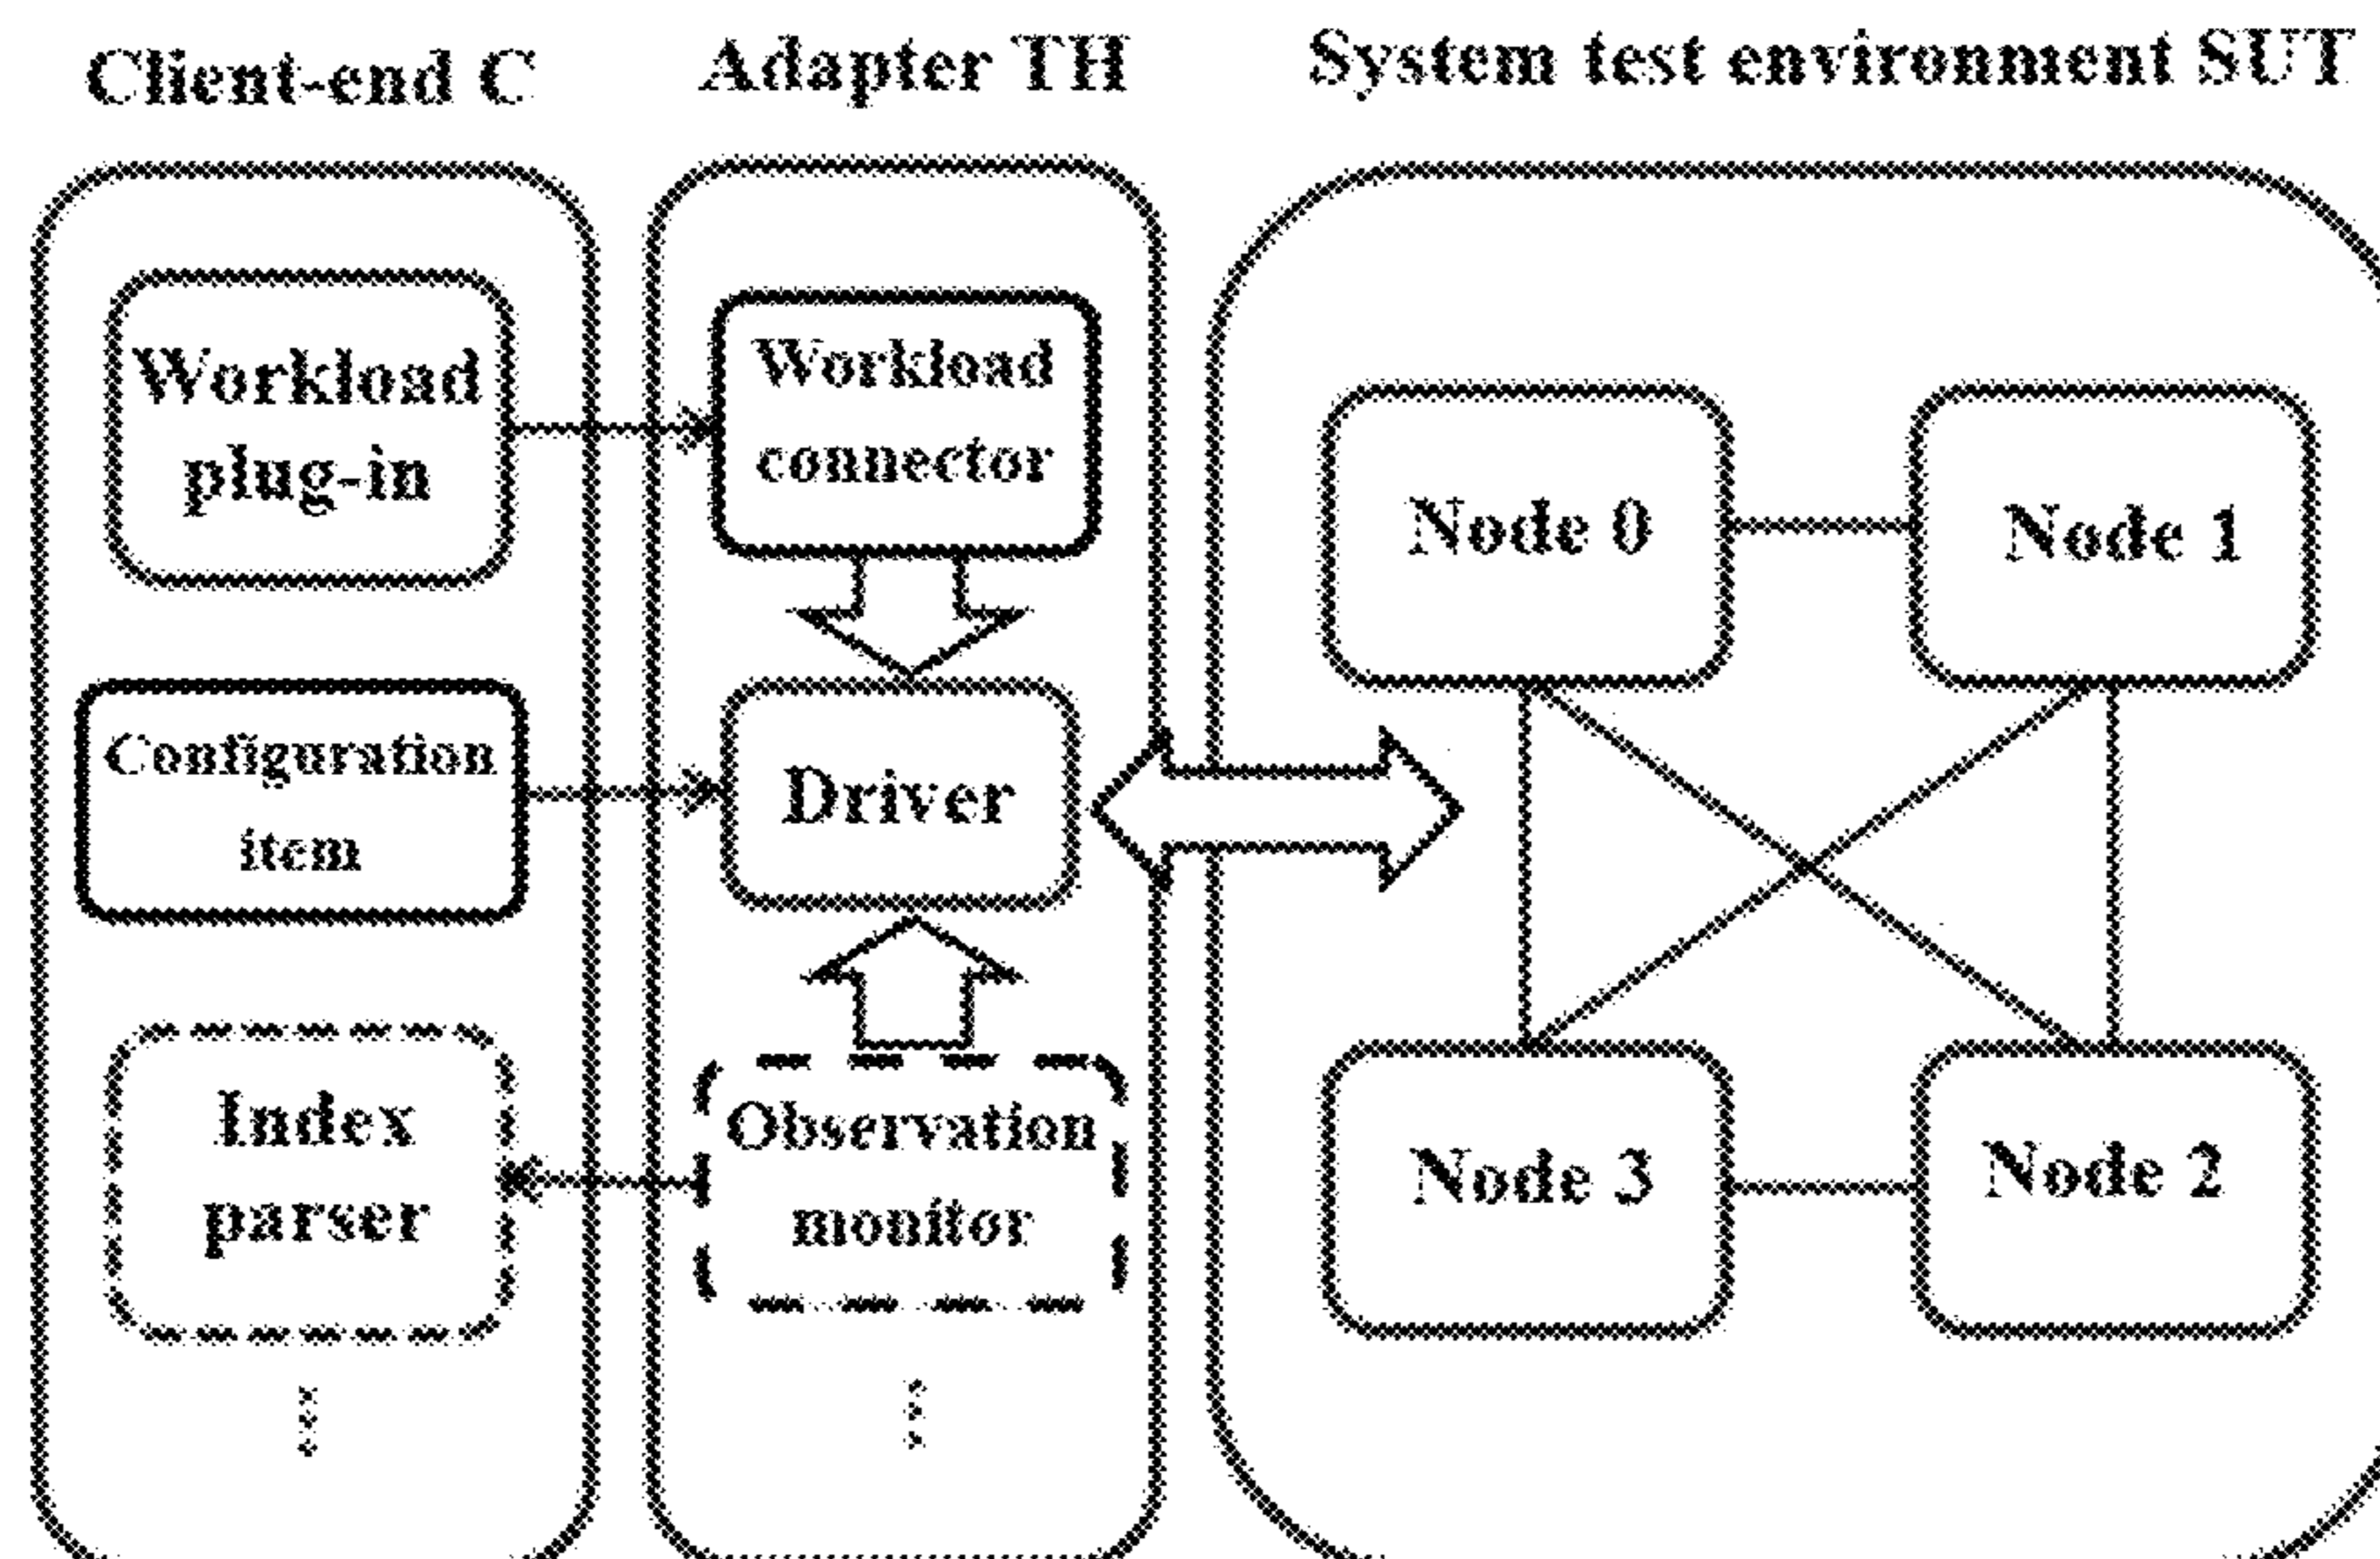 Client-end C
Adapter TH
System test environment SUT
Workload
plug-in
Workload
connector
Configuration
item
Driver
Index
parser
Observation
monitor
Node 0
Node 1
Node 3
Node 2